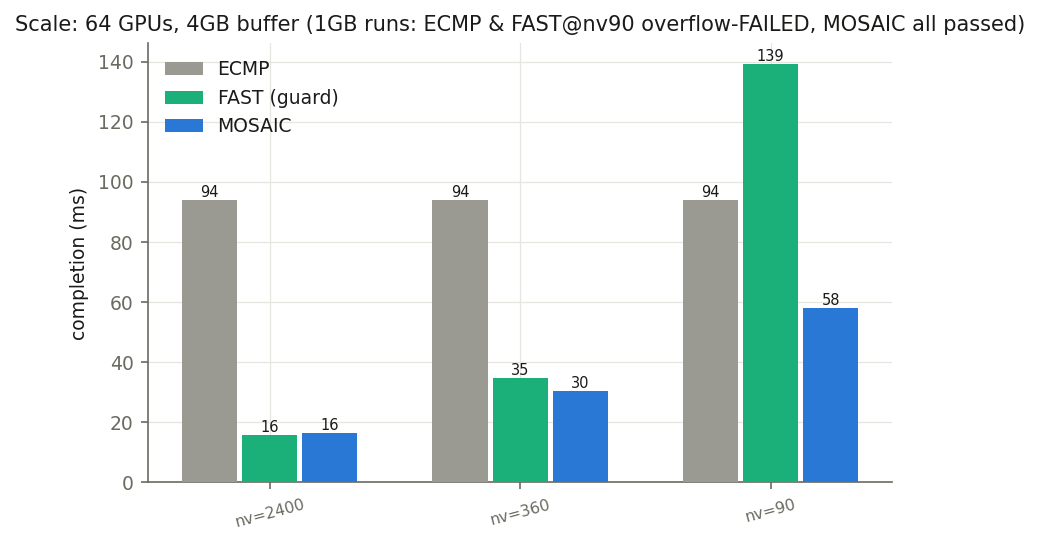 Scale: 64 GPUs, 4GB buffer (1GB runs: ECMP & FAST@nv90 overflow-FAILED, MOSAIC all passed)
ECMP
FAST (guard)
MOSAIC
completion (ms)
140
120
100
80
60
40
20
0
94
16
16
94
35
30
94
139
58
nv=2400
nv=360
nv=90